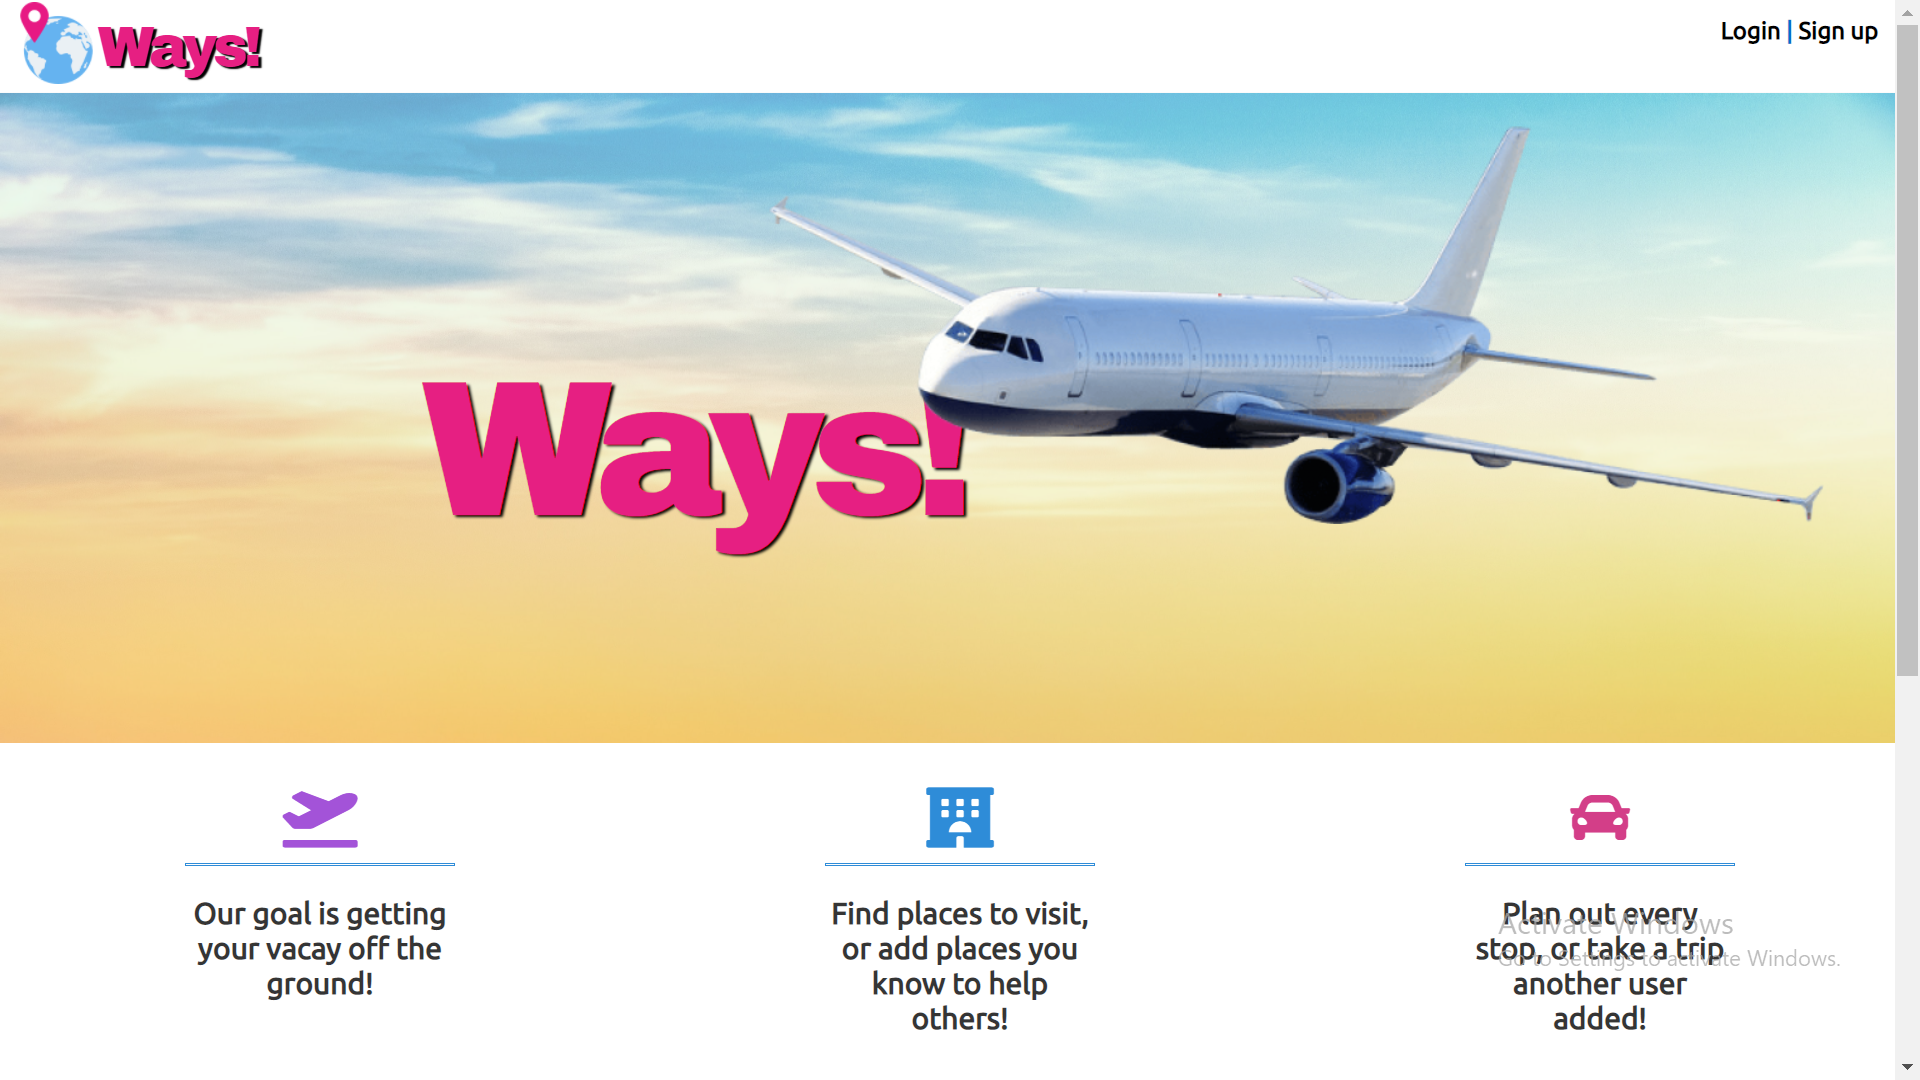 Ways!
Login | Sign up
Ways!
Our goal is getting
your vacay off the
ground!
Find places to visit,
or add places you
know to help
others!
Plan out every
stop, or take a trip
another user
added!
Activate Windows
Go to Settings to activate Windows.